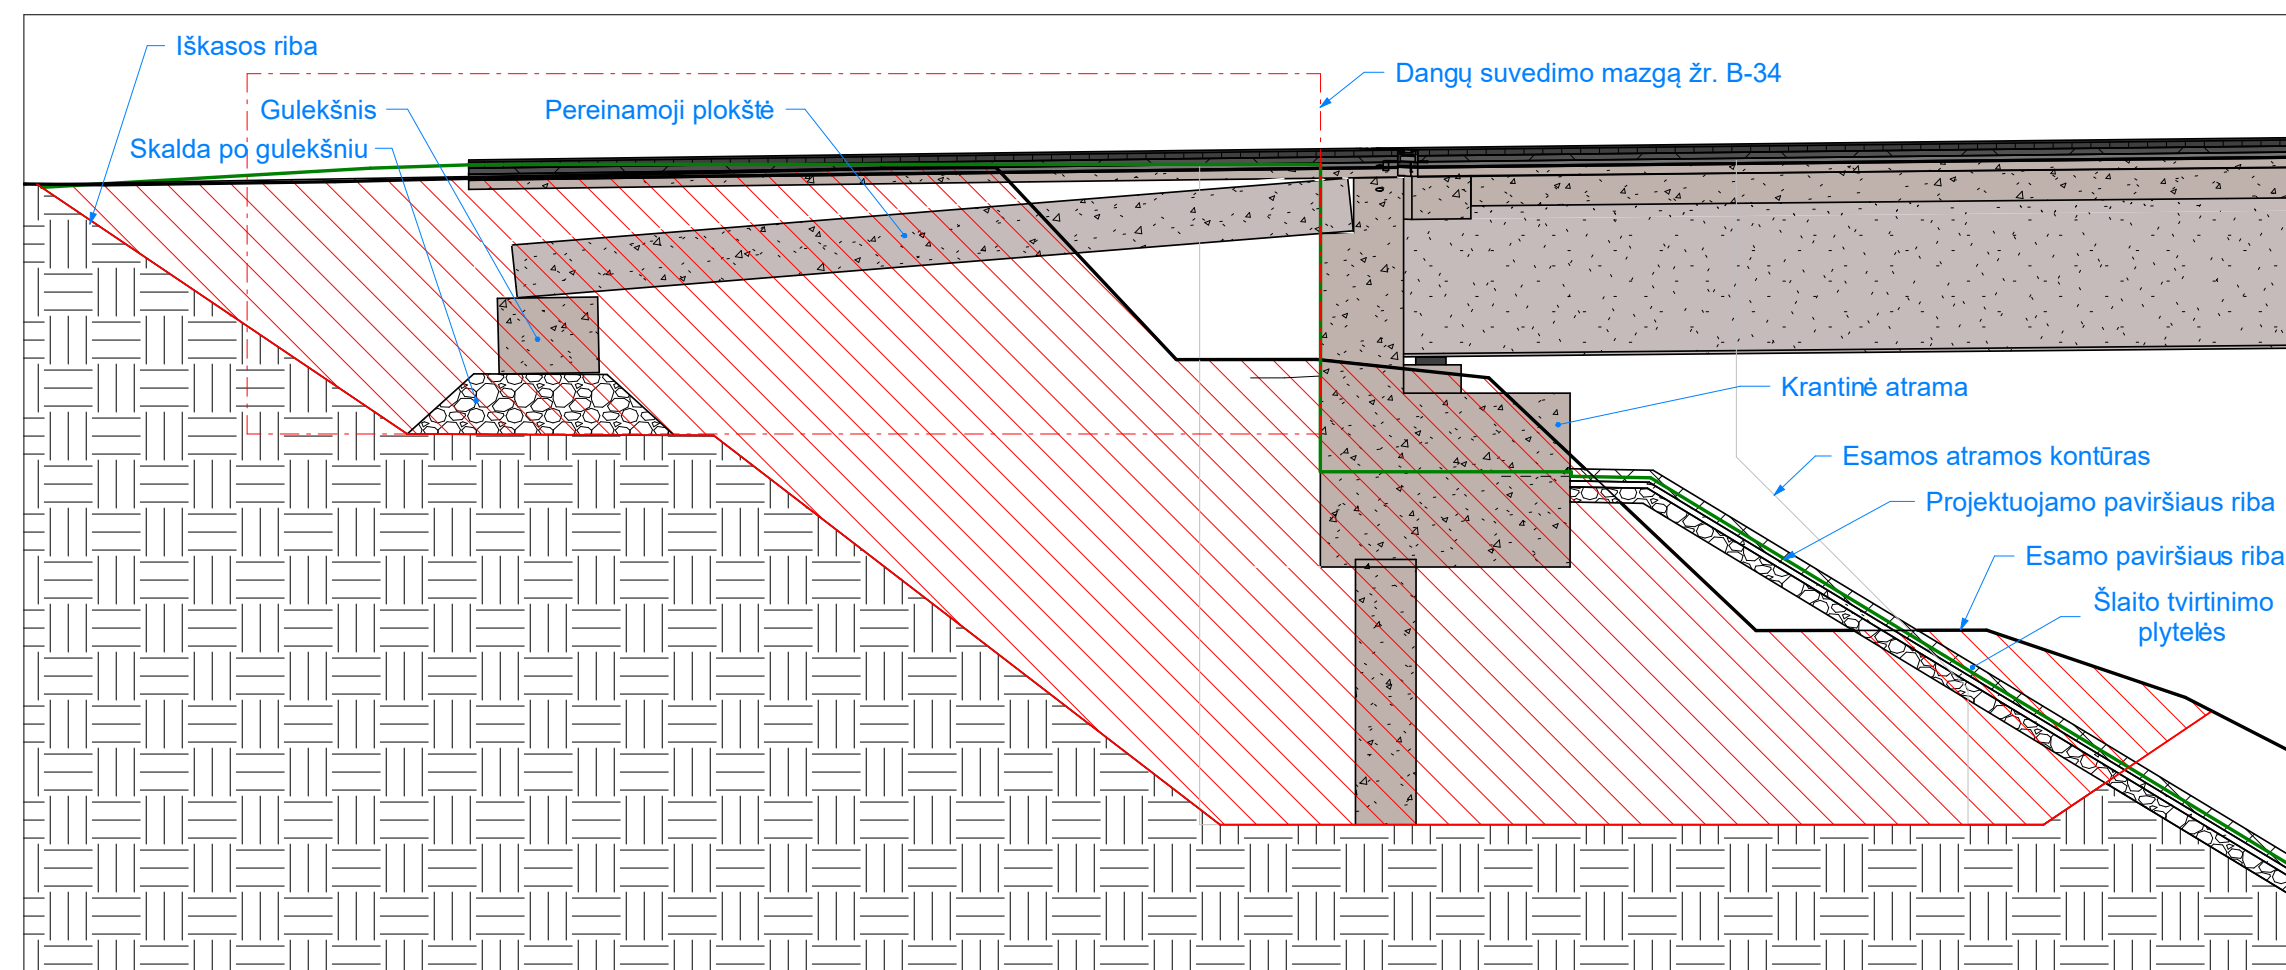 Iškasos riba
Dangų suvedimo mazgą žr. B-34
Gulekšnis
Pereinamoji plokštė
Skalda po gulekšniu
Krantinė atrama
Esamos atramos kontūras
Projektuojamo paviršiaus riba
Esamo paviršiaus riba
Šlaito tvirtinimo
plytelės